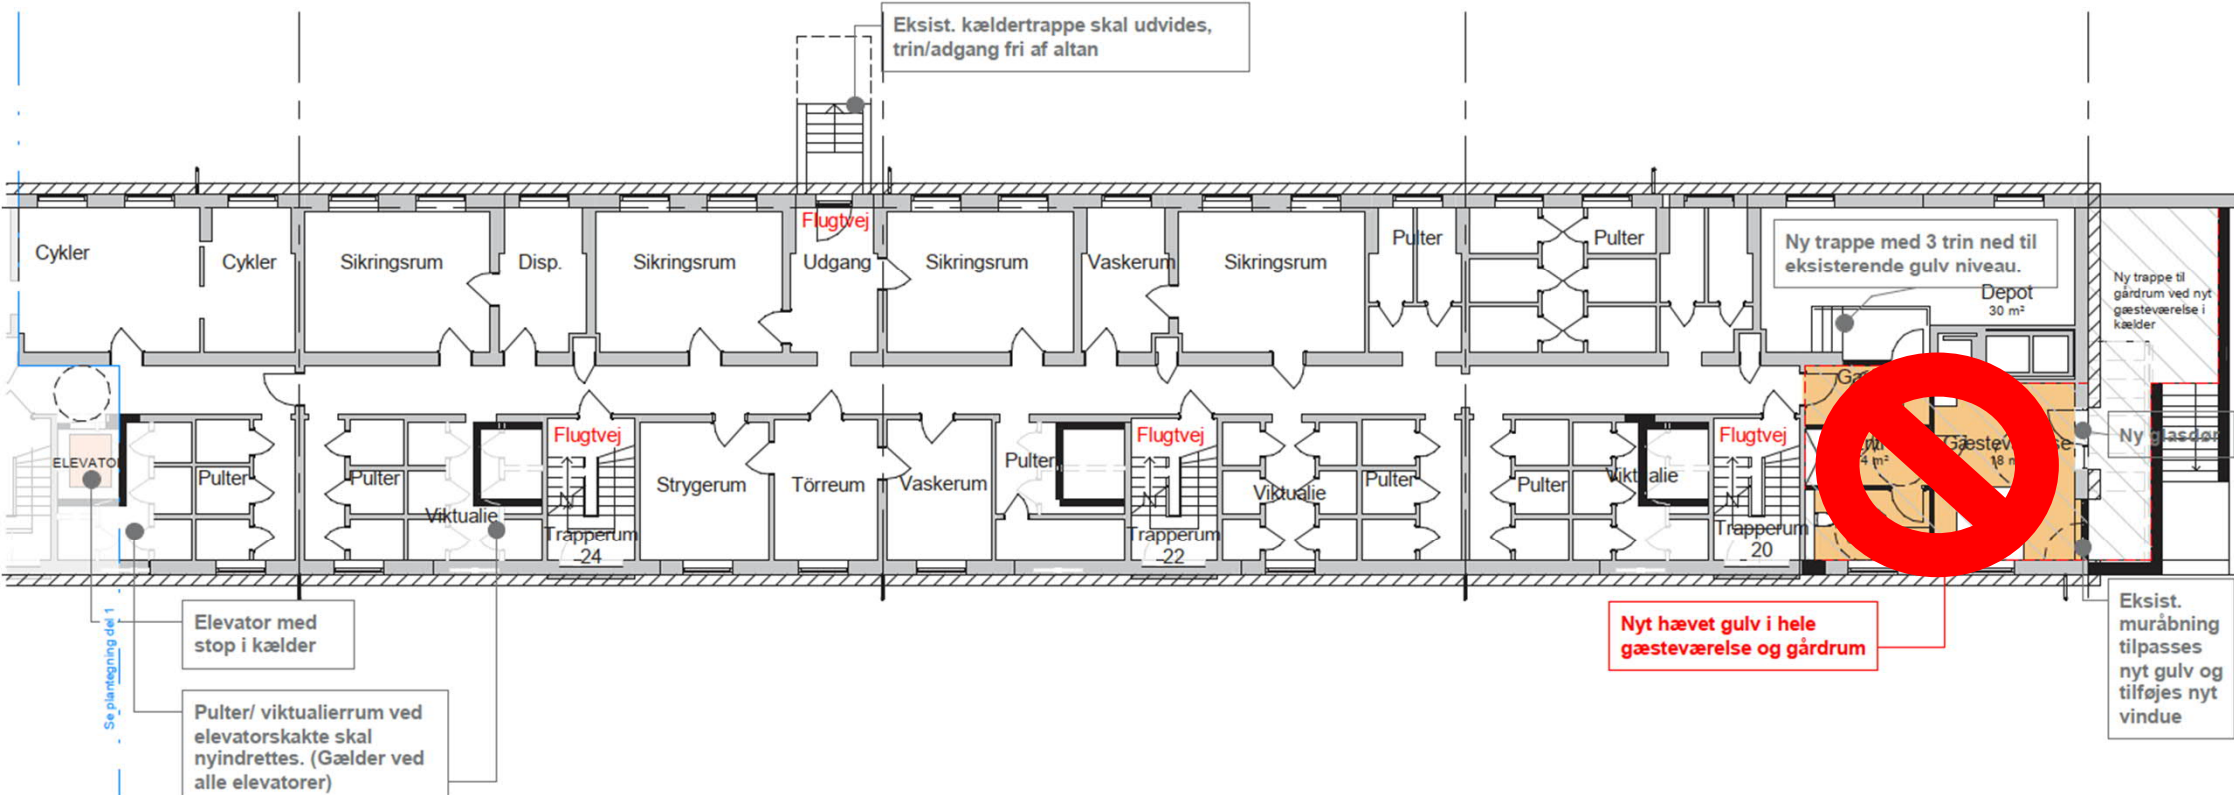 Eksist. kældertrappe skal udvides,
trin/adgang fri af altan
Flugtvej
Cykler
Cykler
Sikringsrum
Disp.
Sikringsrum
Udgang
Sikringsrum
Vaskerum
Sikringsrum
Pulter
Pulter
Ny trappe med 3 trin ned til
eksisterende gulv niveau.
Depot
30 m²
Ny trappe til
gårdrum ved nyt
gæsteværelse i
kælder
ELEVATO
Pulter
Pulter
Viktualie
Flugtvej
Trapperum
24
Strygerum
Törreum
Vaskerum
Pulter
Flugtvej
Trapperum
22
Viktualie
Pulter
Pulter
Viktualie
Flugtvej
Trapperum
20
Ny glasdør
Se plantegning del 1
Elevator med
stop i kælder
Pulter/ viktualierrum ved
elevatorskakte skal
nyindrettes. (Gælder ved
alle elevatorer)
Nyt hævet gulv i hele
gæsteværelse og gårdrum
Eksist.
muråbning
tilpasses
nyt gulv og
tilføjes nyt
vindue